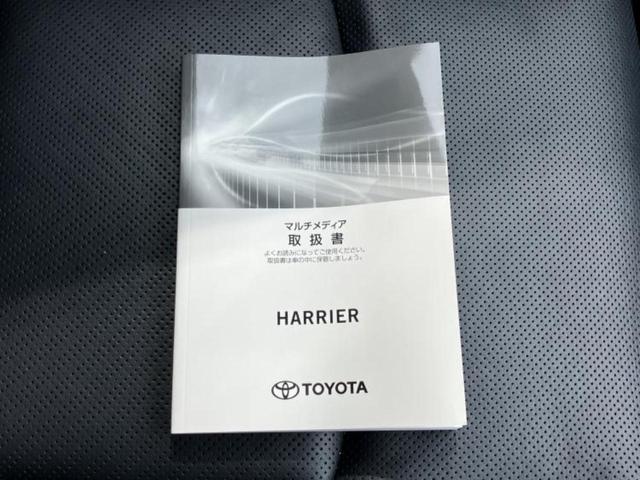 マルチメディア
取扱書
よくお読みになってご使用ください。
取扱書は車の中に保管しましょう。
HARRIER
TOYOTA